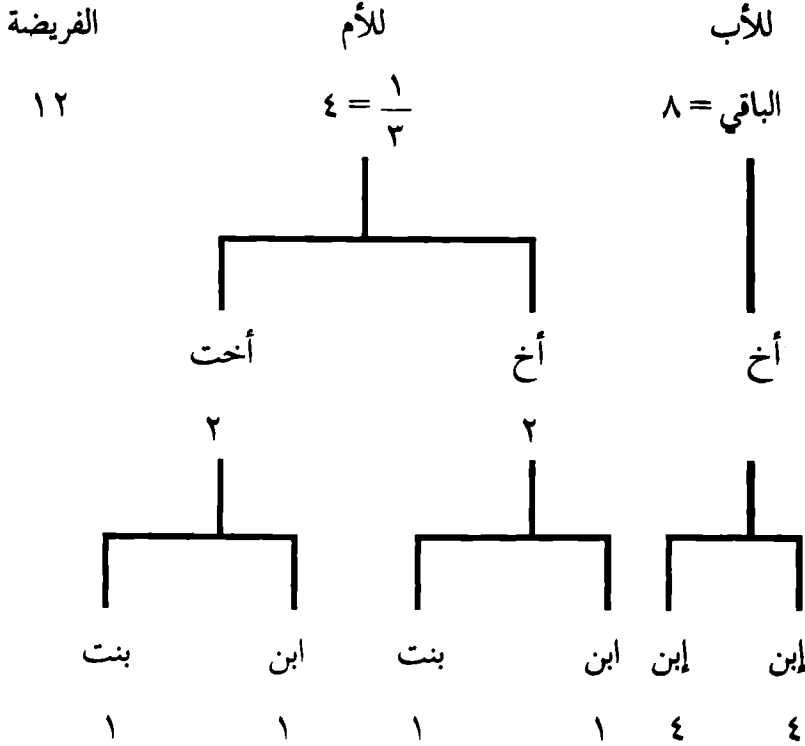 للأب للأم الفريضة
الباقي = ٨ ١/٣ = ٤ ١٢
أخ أخ أخت
٢ ٢
إبن إبن ابن بنت ابن بنت
٤ ٤ ١ ١ ١ ١